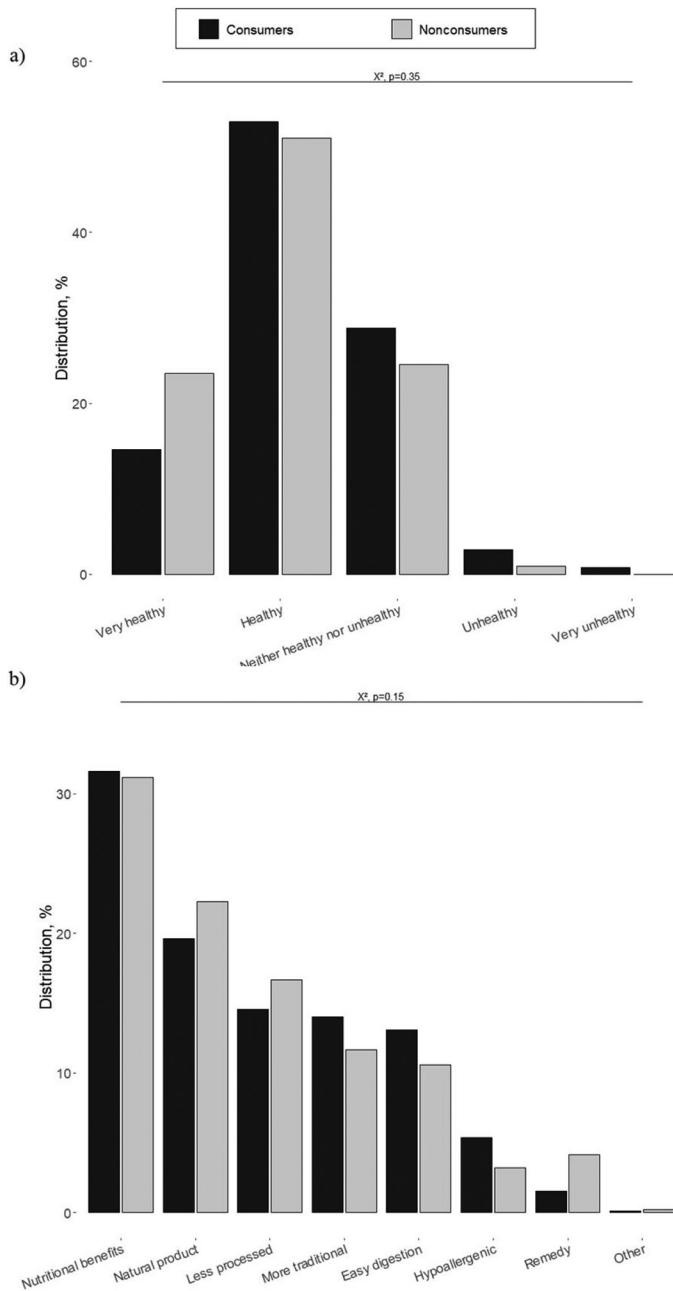 Consumers Nonconsumers
a)
X², p=0.35
60
40
20
0
Distribution, %
Very healthy Healthy Neither healthy nor unhealthy Unhealthy Very unhealthy
b)
X², p=0.15
30
20
10
0
Distribution, %
Nutritional benefits Natural product Less processed More traditional Easy digestion Hypoallergenic Remedy Other